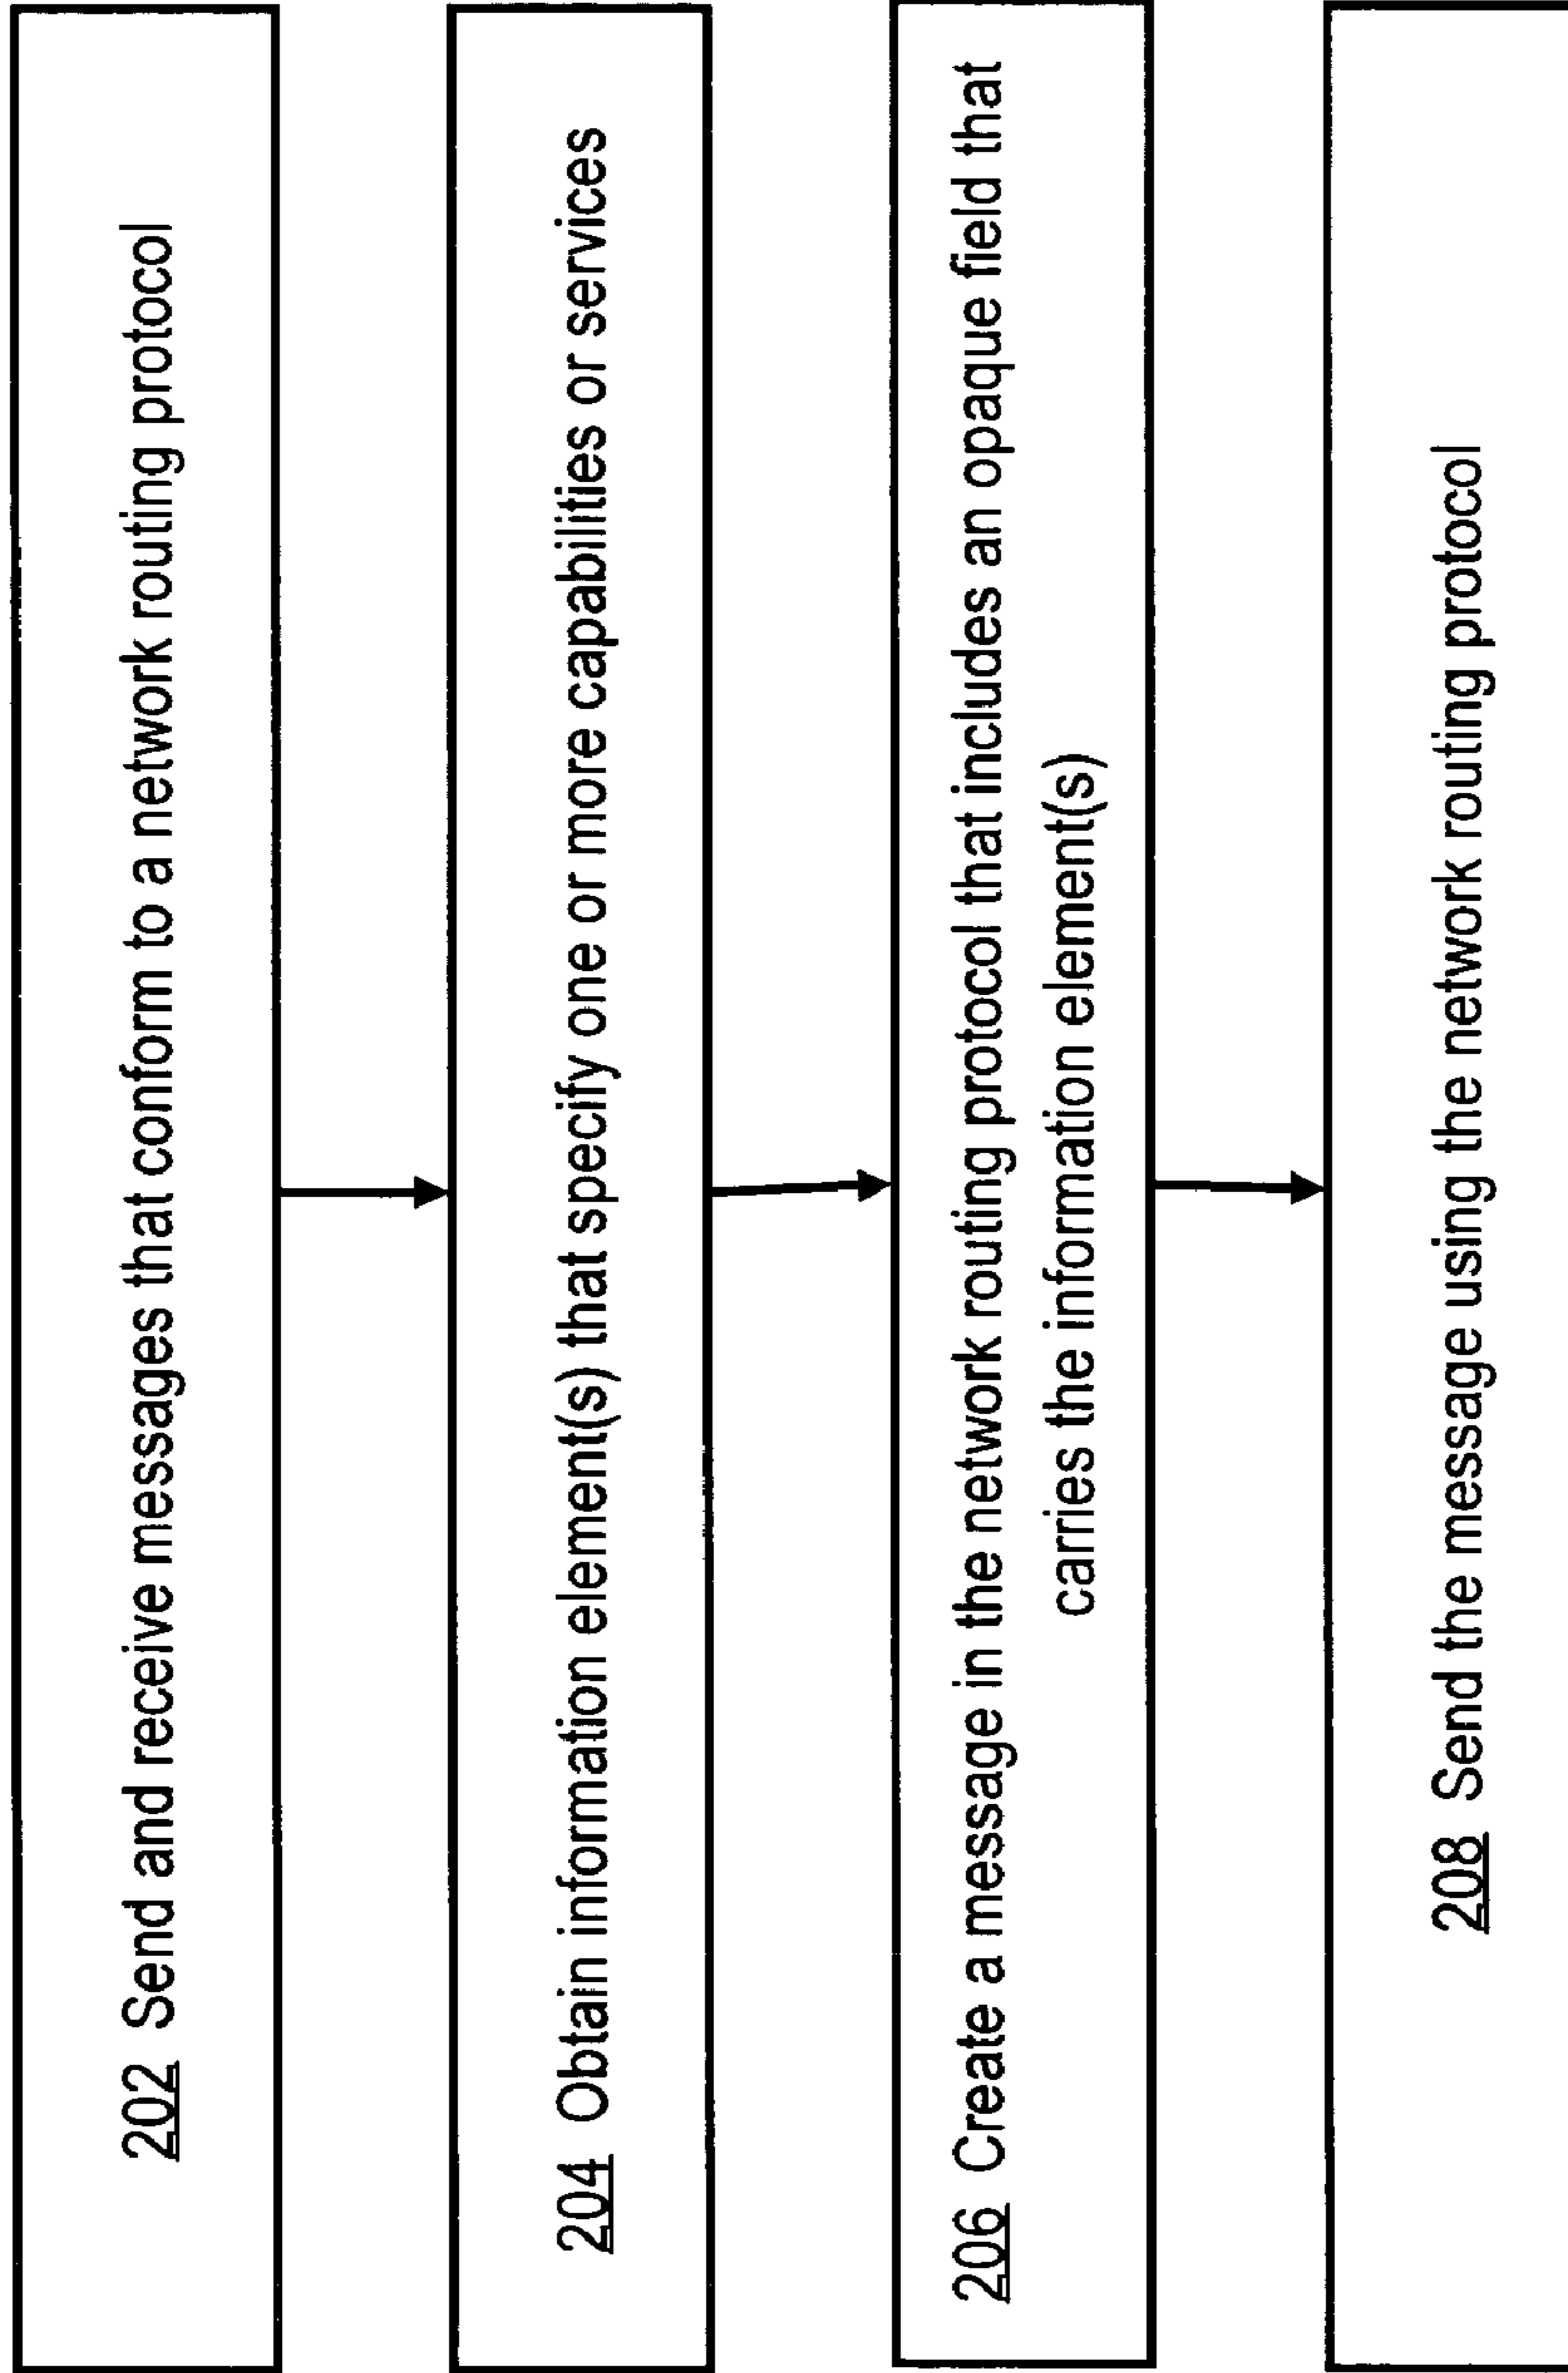 202 Send and receive messages that conform to a network routing protocol
204 Obtain information element(s) that specify one or more capabilities or services
206 Create a message in the network routing protocol that includes an opaque field that
carries the information element(s)
208 Send the message using the network routing protocol